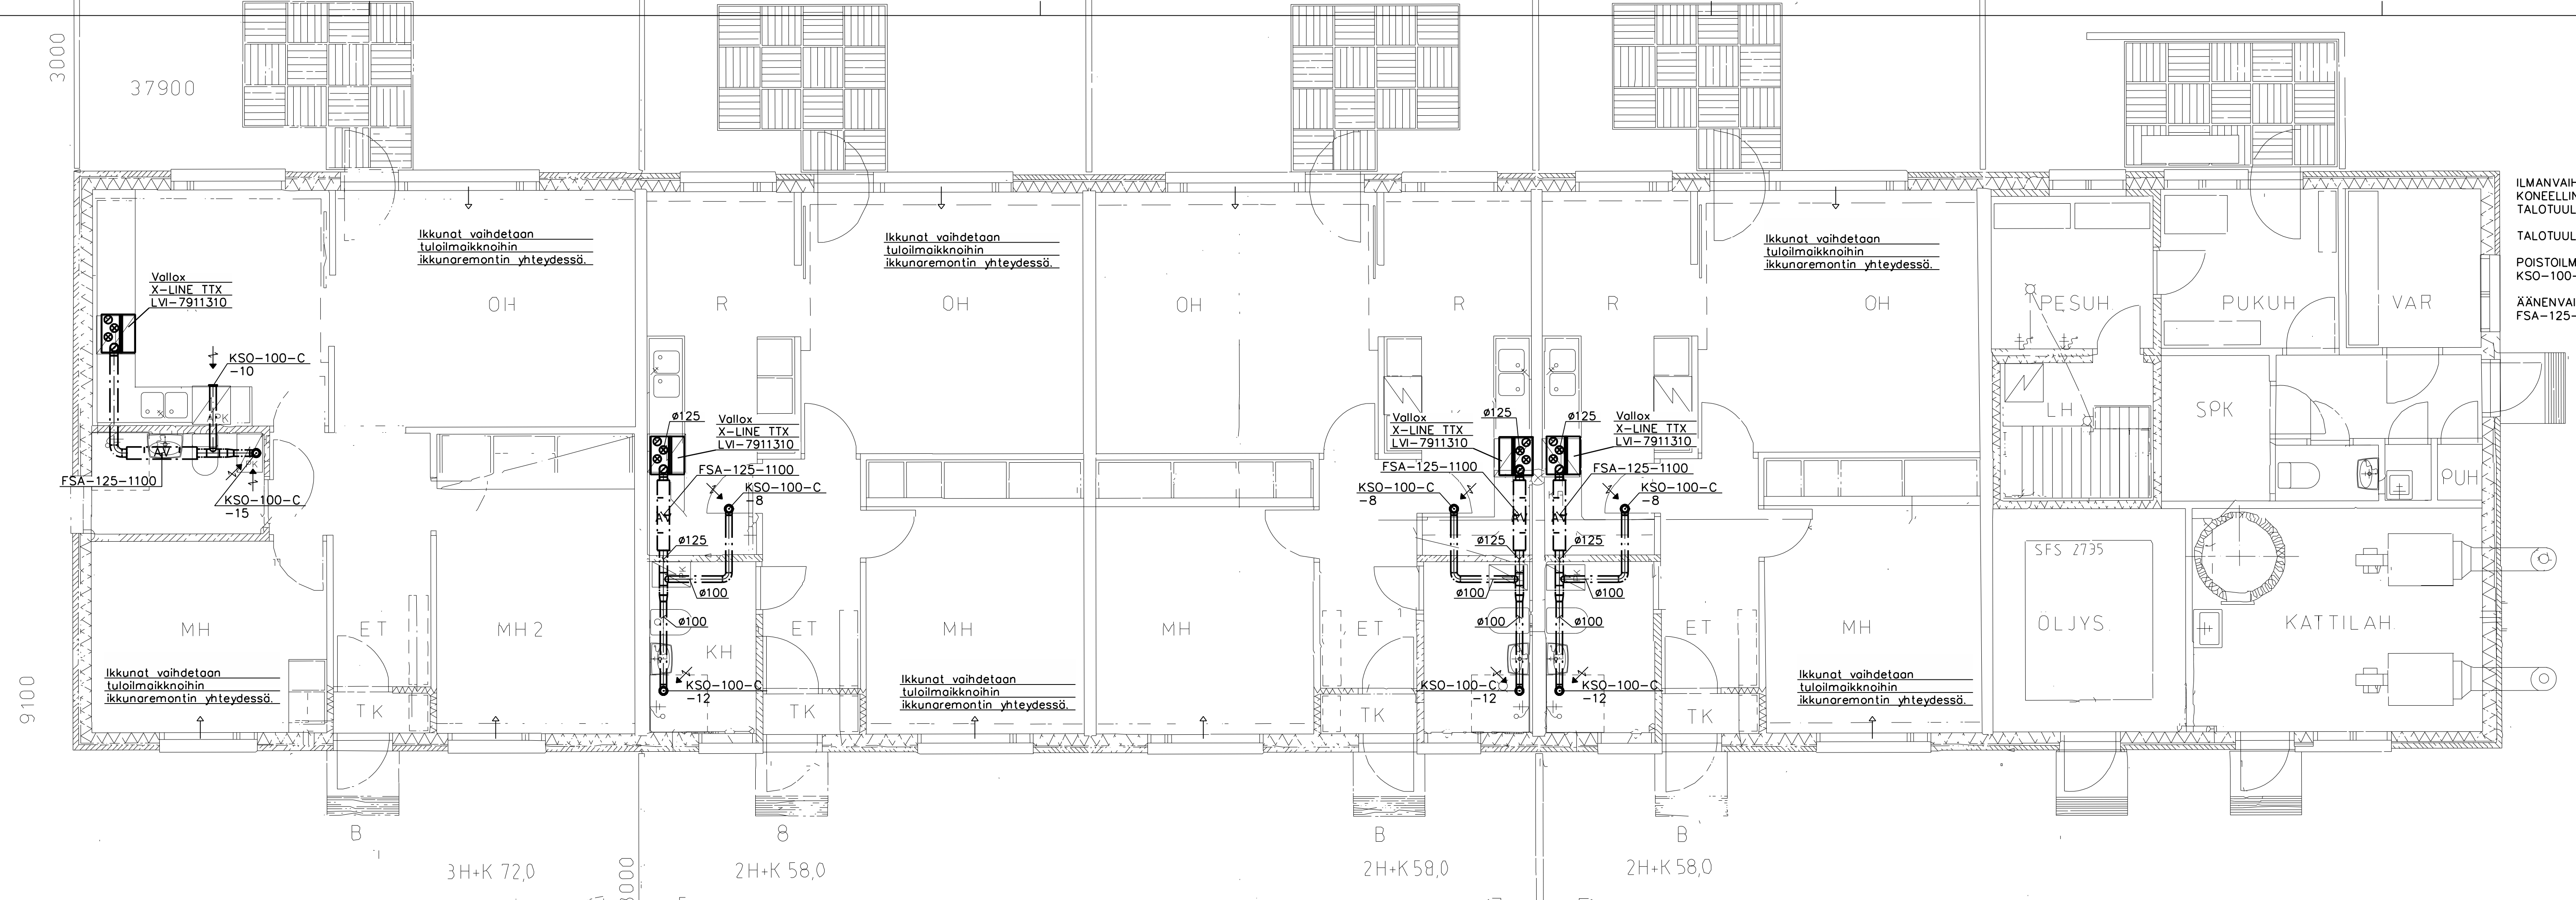 3000
37900
Ikkunat vaihdetaan
tuloilmaikknoihin
ikkunaremontin yhteydessä.
Ikkunat vaihdetaan
tuloilmaikknoihin
ikkunaremontin yhteydessä.
Ikkunat vaihdetaan
tuloilmaikknoihin
ikkunaremontin yhteydessä.
ILMANVAIH
KONEELLIN
TALOTUUL
TALOTUUL
POISTOILM
KSO-100-
ÄÄNENVAI
FSA-125-
Vallox
X-LINE TTX
LVI-7911310
OH
R
OH
OH
R
R
OH
PESUH
PUKUH
VAR
KSO-100-C
-10
APK
LH
SPK
PUH
ø125
Vallox
X-LINE TTX
LVI-7911310
Vallox
X-LINE TTX
LVI-7911310
ø125
ø125
Vallox
X-LINE TTX
LVI-7911310
AV
PK
FSA-125-1100
KSO-100-C
-15
FSA-125-1100
KSO-100-C
-8
FSA-125-1100
KSO-100-C
-8
FSA-125-1100
KSO-100-C
-8
AV
AV
AV
ø125
ø125
ø125
PK
PK
ø100
ø100
ø100
ø100
ø100
ø100
SFS 2735
MH
ET
MH 2
KH
ET
MH
MH
ET
ET
MH
ÖLJYS.
KATTILAH.
Ikkunat vaihdetaan
tuloilmaikknoihin
ikkunaremontin yhteydessä.
Ikkunat vaihdetaan
tuloilmaikknoihin
ikkunaremontin yhteydessä.
Ikkunat vaihdetaan
tuloilmaikknoihin
ikkunaremontin yhteydessä.
KSO-100-C
-12
KSO-100-C
-12
KSO-100-C
-12
TK
TK
TK
TK
9100
B
8
B
B
3H+K 72,0
2H+K 58,0
2H+K 58,0
2H+K 58,0
3000